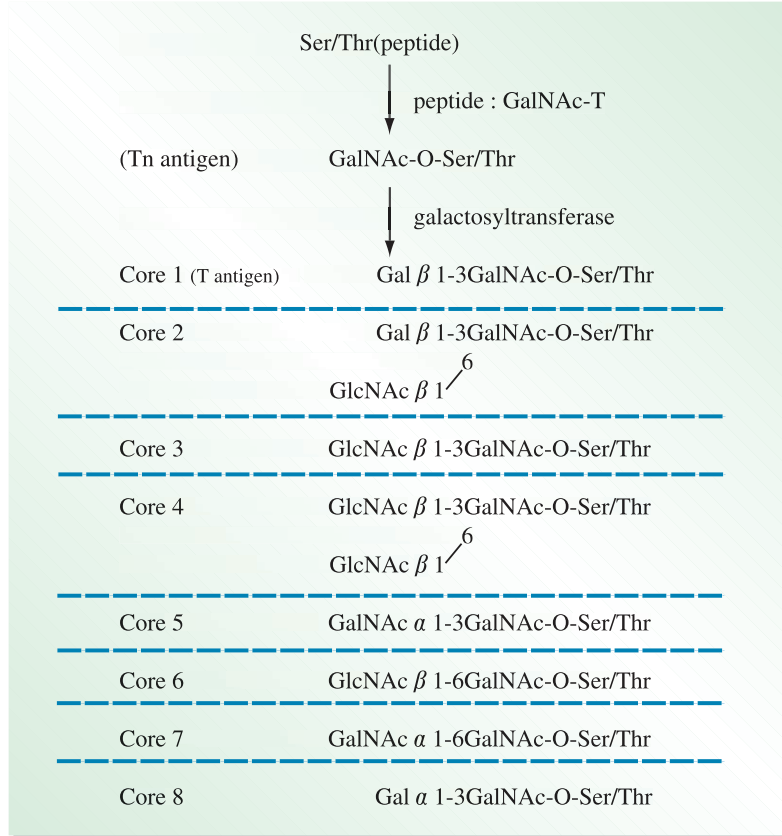 Ser/Thr(peptide)
peptide : GalNAc-T
(Tn antigen) GalNAc-O-Ser/Thr
galactosyltransferase
Core 1 (T antigen) Gal β 1-3GalNAc-O-Ser/Thr
Core 2 Gal β 1-3GalNAc-O-Ser/Thr
6
GlcNAc β 1
Core 3 GlcNAc β 1-3GalNAc-O-Ser/Thr
Core 4 GlcNAc β 1-3GalNAc-O-Ser/Thr
6
GlcNAc β 1
Core 5 GalNAc α 1-3GalNAc-O-Ser/Thr
Core 6 GlcNAc β 1-6GalNAc-O-Ser/Thr
Core 7 GalNAc α 1-6GalNAc-O-Ser/Thr
Core 8 Gal α 1-3GalNAc-O-Ser/Thr